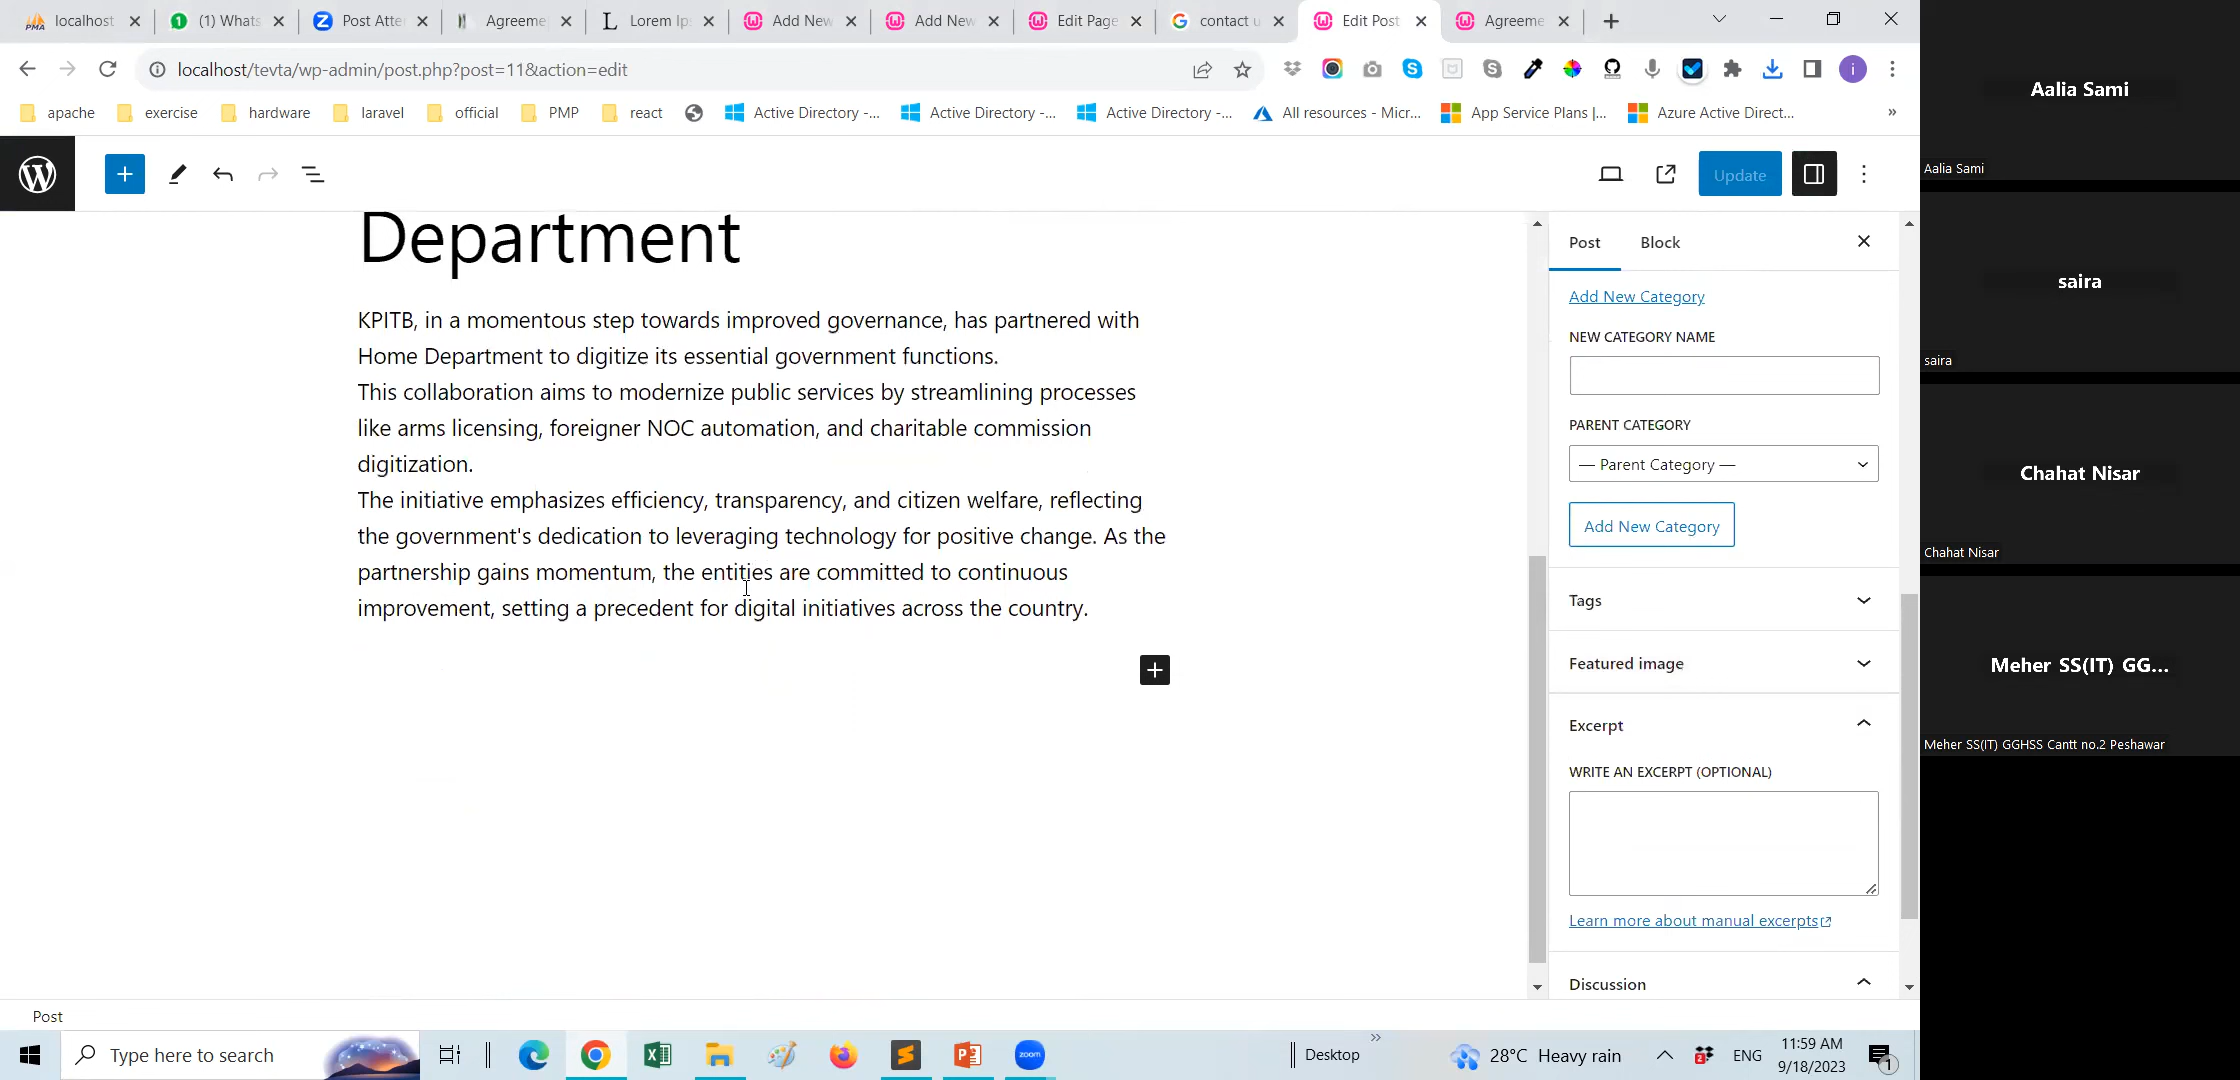 localhost
(1) Whats
Post Atte
Agreeme
Lorem Ip
Add New
Add New
Edit Page
contact u
Edit Post
Agreeme
localhost/tevta/wp-admin/post.php?post=11&action=edit
apache
exercise
hardware
laravel
official
PMP
react
Active Directory -...
Active Directory -...
Active Directory -...
All resources - Micr...
App Service Plans |...
Azure Active Direct...
»
Update
Department
KPITB, in a momentous step towards improved governance, has partnered with
Home Department to digitize its essential government functions.
This collaboration aims to modernize public services by streamlining processes
like arms licensing, foreigner NOC automation, and charitable commission
digitization.
The initiative emphasizes efficiency, transparency, and citizen welfare, reflecting
the government's dedication to leveraging technology for positive change. As the
partnership gains momentum, the entities are committed to continuous
improvement, setting a precedent for digital initiatives across the country.
Post
Block
Add New Category
NEW CATEGORY NAME
PARENT CATEGORY
— Parent Category —
Add New Category
Tags
Featured image
Excerpt
WRITE AN EXCERPT (OPTIONAL)
Learn more about manual excerpts
Discussion
Post
Type here to search
zoom
Desktop
28°C Heavy rain
ENG
11:59 AM
9/18/2023
1
Aalia Sami
Aalia Sami
saira
saira
Chahat Nisar
Chahat Nisar
Meher SS(IT) GG...
Meher SS(IT) GGHSS Cantt no.2 Peshawar